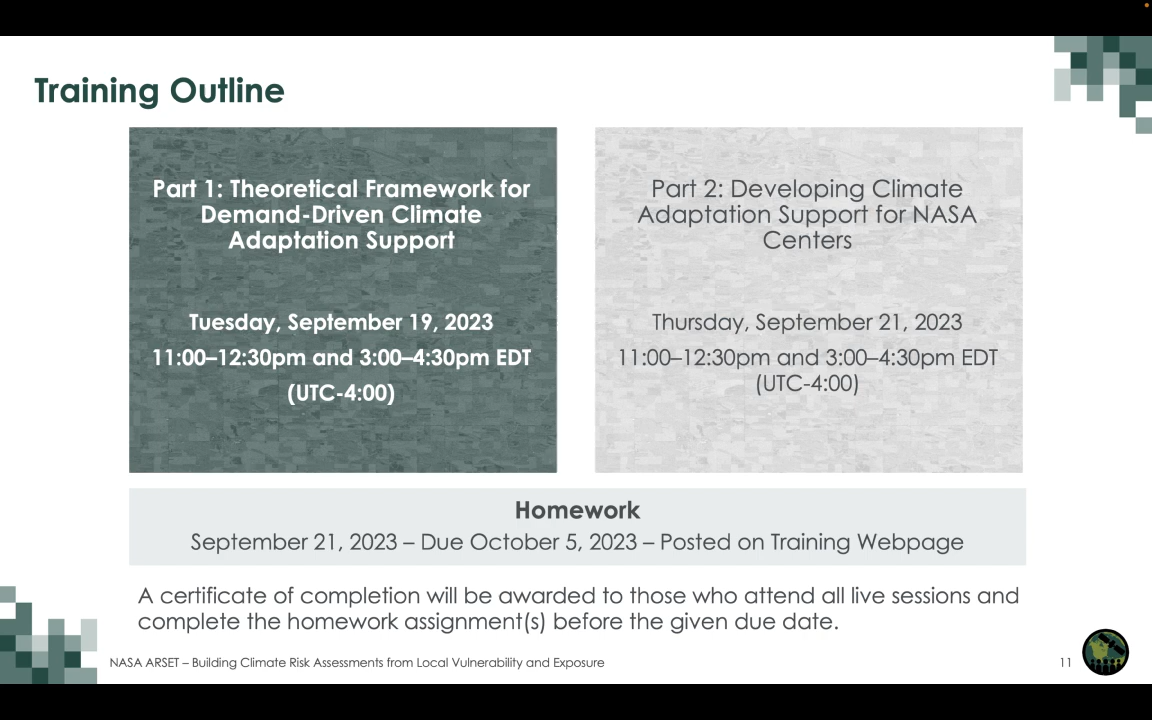 Training Outline
Part 1: Theoretical Framework for
Demand-Driven Climate
Adaptation Support
Tuesday, September 19, 2023
11:00–12:30pm and 3:00–4:30pm EDT
(UTC-4:00)
Part 2: Developing Climate
Adaptation Support for NASA
Centers
Thursday, September 21, 2023
11:00–12:30pm and 3:00–4:30pm EDT
(UTC-4:00)
Homework
September 21, 2023 – Due October 5, 2023 – Posted on Training Webpage
A certificate of completion will be awarded to those who attend all live sessions and
complete the homework assignment(s) before the given due date.
NASA ARSET – Building Climate Risk Assessments from Local Vulnerability and Exposure
11